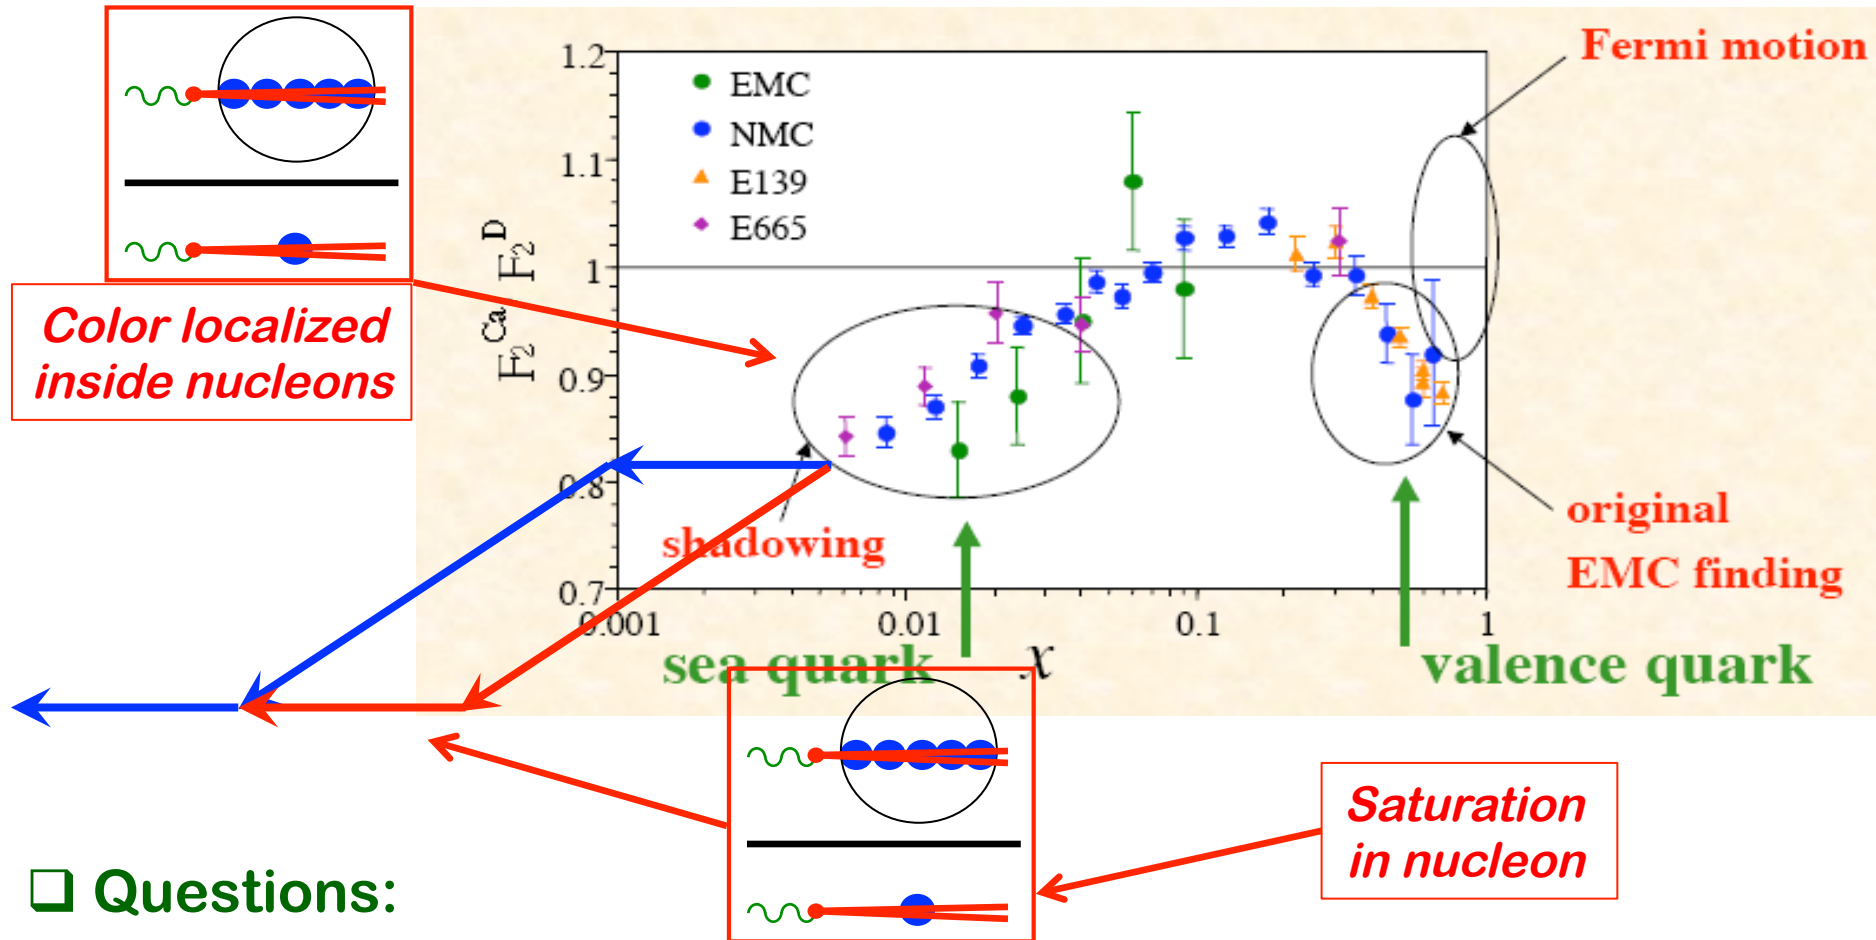 Fermi motion
1.2
EMC
NMC
1.1
E139
E665
F₂ᶜᵃ F₂ᴰ
1
Color localized
inside nucleons
0.9
0.8
shadowing
original
EMC finding
0.7
0.001
0.01
0.1
1
sea quark
x
valence quark
Saturation
in nucleon
❑ Questions: